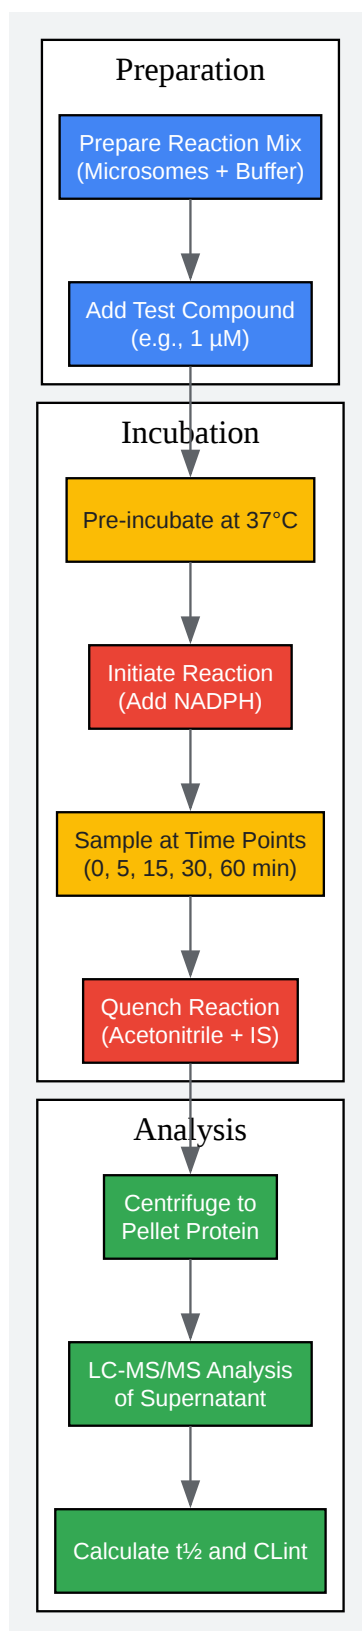 Preparation
Prepare Reaction Mix
(Microsomes + Buffer)
Add Test Compound
(e.g., 1 µM)
Incubation
Pre-incubate at 37°C
Initiate Reaction
(Add NADPH)
Sample at Time Points
(0, 5, 15, 30, 60 min)
Quench Reaction
(Acetonitrile + IS)
Analysis
Centrifuge to
Pellet Protein
LC-MS/MS Analysis
of Supernatant
Calculate t½ and CLint